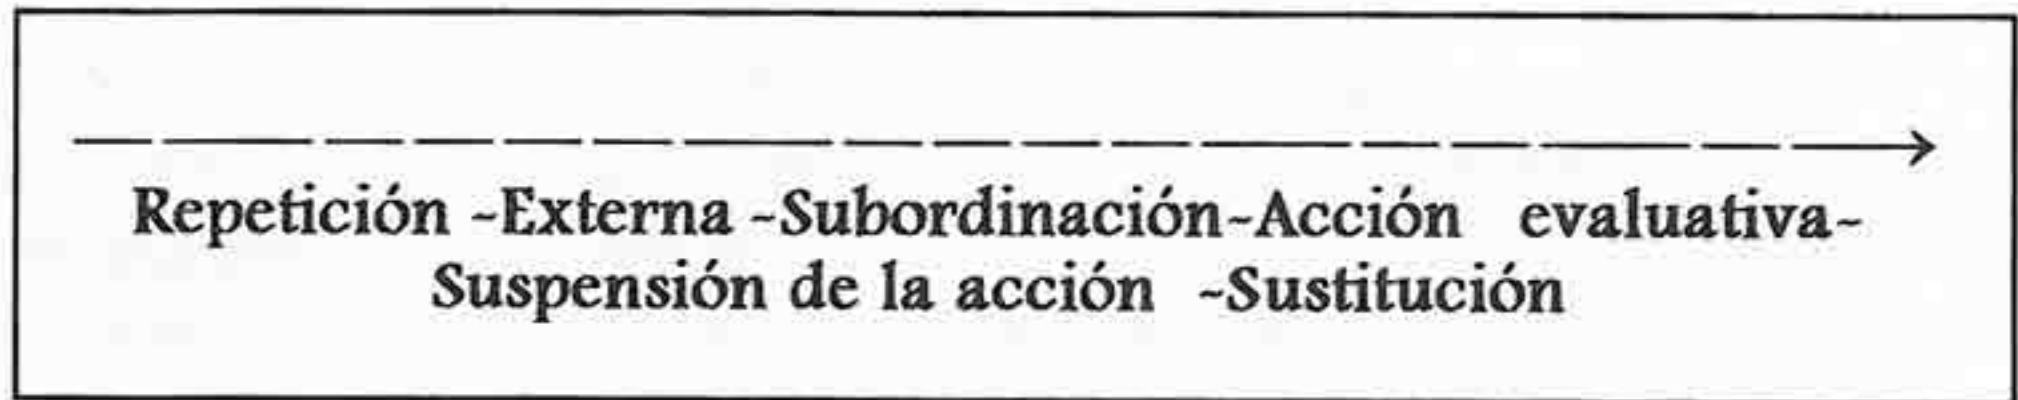 Repetición -Externa -Subordinación-Acción evaluativa-
Suspensión de la acción -Sustitución